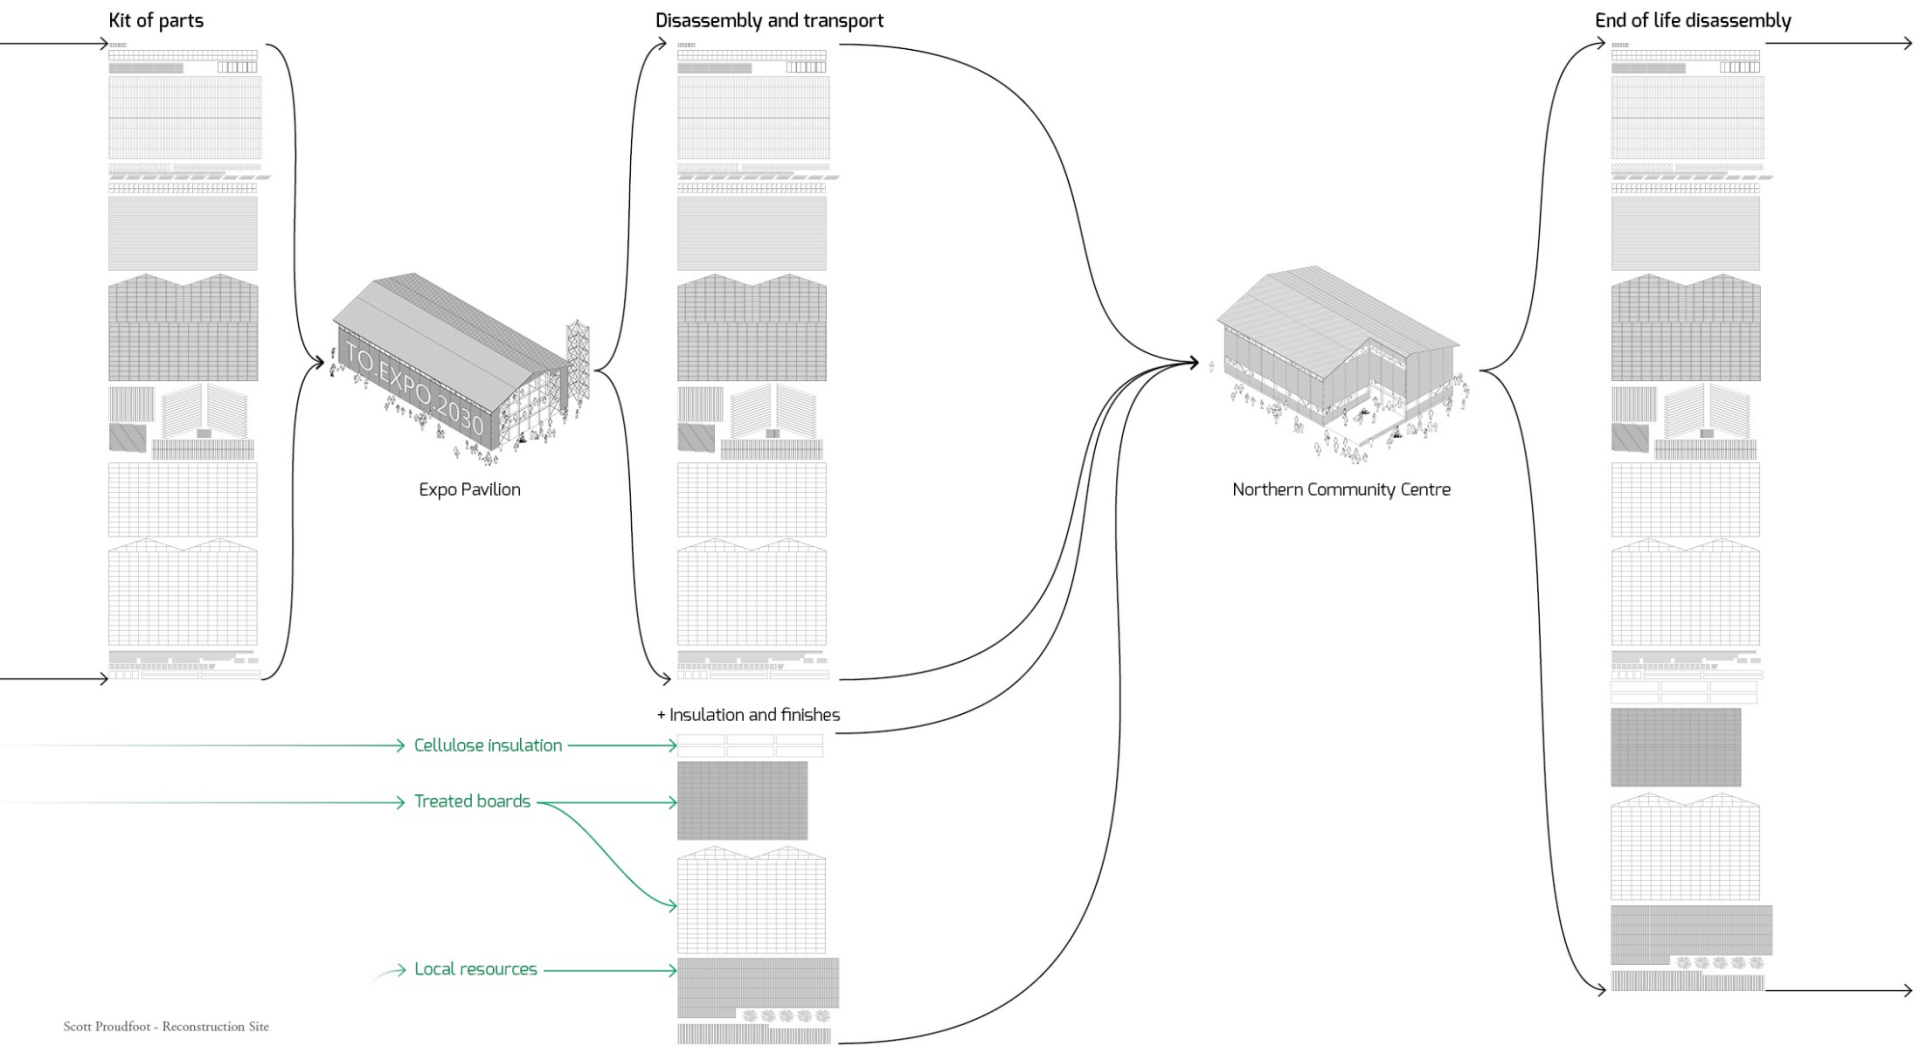 Kit of parts
Disassembly and transport
End of life disassembly
TO.EXPO.2030
Expo Pavilion
Northern Community Centre
+ Insulation and finishes
Cellulose insulation
Treated boards
Local resources
Scott Proudfoot - Reconstruction Site